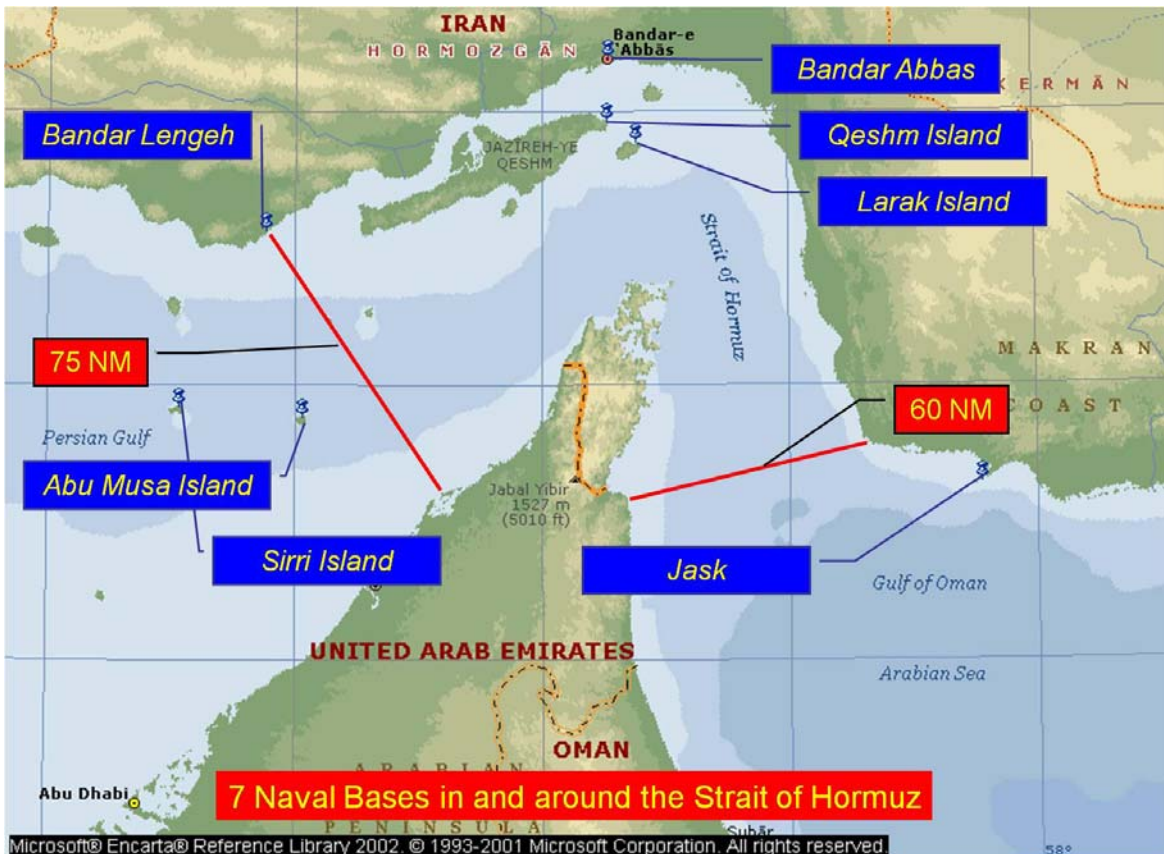 IRAN
HORMOZGĀN
Bandar-e
'Abbās
Bandar Abbas
KERMĀN
Bandar Lengeh
Qeshm Island
JAZĪREH-YE
QESHM
Larak Island
Strait of Hormuz
75 NM
MAKRAN
COAST
60 NM
Persian Gulf
Abu Musa Island
Jabal Yibir
1527 m
(5010 ft)
Sirri Island
Jask
Gulf of Oman
UNITED ARAB EMIRATES
Arabian Sea
OMAN
ARABIAN
Abu Dhabi
7 Naval Bases in and around the Strait of Hormuz
PENINSULA
Suḩār
58°
Microsoft® Encarta® Reference Library 2002. © 1993-2001 Microsoft Corporation. All rights reserved.